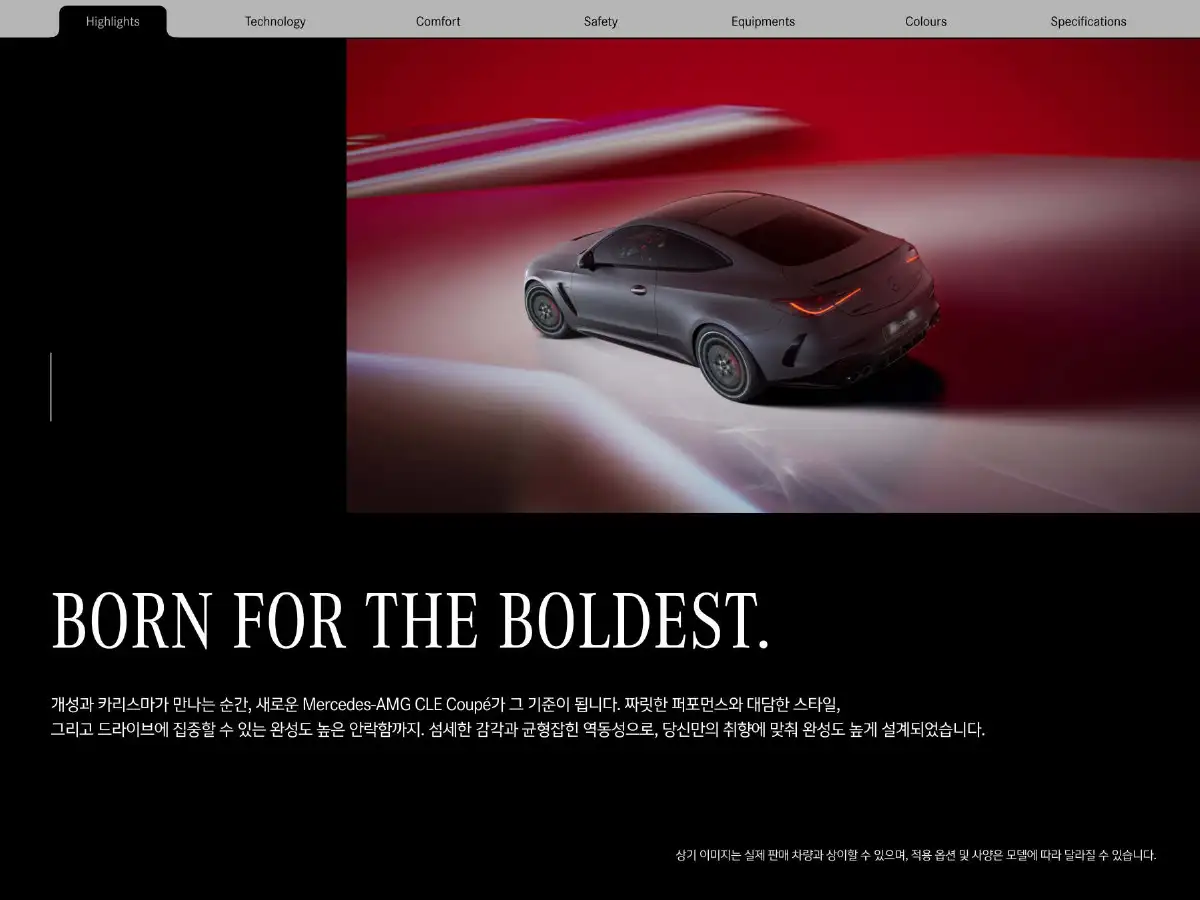 Highlights
Technology
Comfort
Safety
Equipments
Colours
Specifications
BORN FOR THE BOLDEST.
개성과 카리스마가 만나는 순간, 새로운 Mercedes-AMG CLE Coupé가 그 기준이 됩니다. 짜릿한 퍼포먼스와 대담한 스타일,
그리고 드라이브에 집중할 수 있는 완성도 높은 안락함까지. 섬세한 감각과 균형잡힌 역동성으로, 당신만의 취향에 맞춰 완성도 높게 설계되었습니다.
상기 이미지는 실제 판매 차량과 상이할 수 있으며, 적용 옵션 및 사양은 모델에 따라 달라질 수 있습니다.